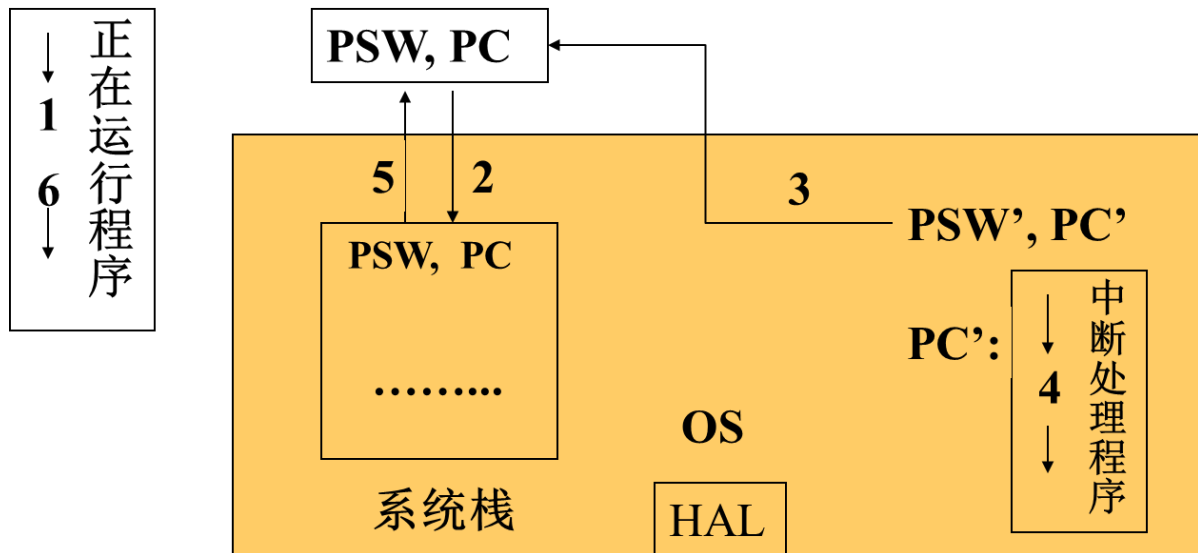 正在运行程序
1
6
PSW, PC
5
2
3
PSW, PC
………...
系统栈
PSW’, PC’
PC’:
4
中断处理程序
OS
HAL